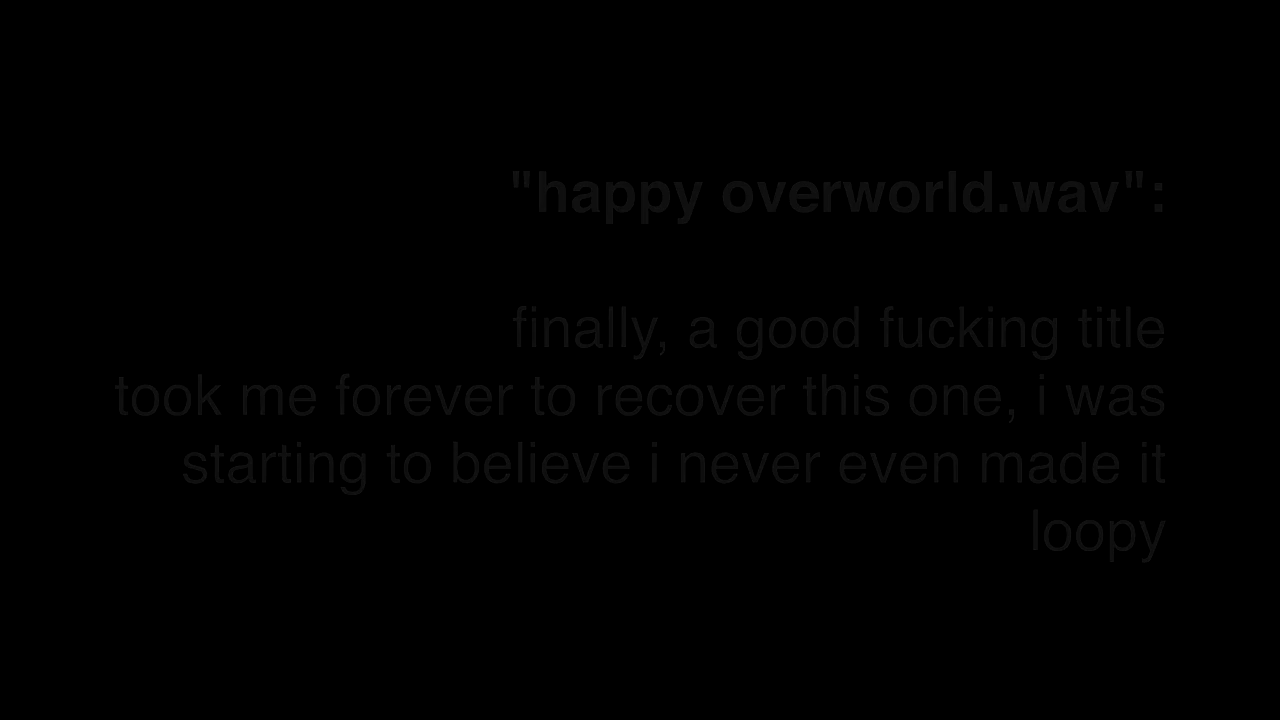 "happy overworld.wav":
finally, a good fucking title
took me forever to recover this one, i was
starting to believe i never even made it
loopy